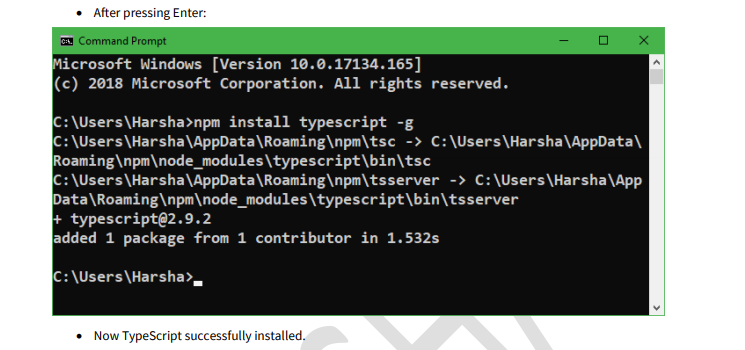 • After pressing Enter:
Command Prompt
Microsoft Windows [Version 10.0.17134.165]
(c) 2018 Microsoft Corporation. All rights reserved.
C:\Users\Harsha>npm install typescript -g
C:\Users\Harsha\AppData\Roaming\npm\tsc -> C:\Users\Harsha\AppData\
Roaming\npm\node_modules\typescript\bin\tsc
C:\Users\Harsha\AppData\Roaming\npm\tsserver -> C:\Users\Harsha\App
Data\Roaming\npm\node_modules\typescript\bin\tsserver
+ typescript@2.9.2
added 1 package from 1 contributor in 1.532s
C:\Users\Harsha>_
• Now TypeScript successfully installed.